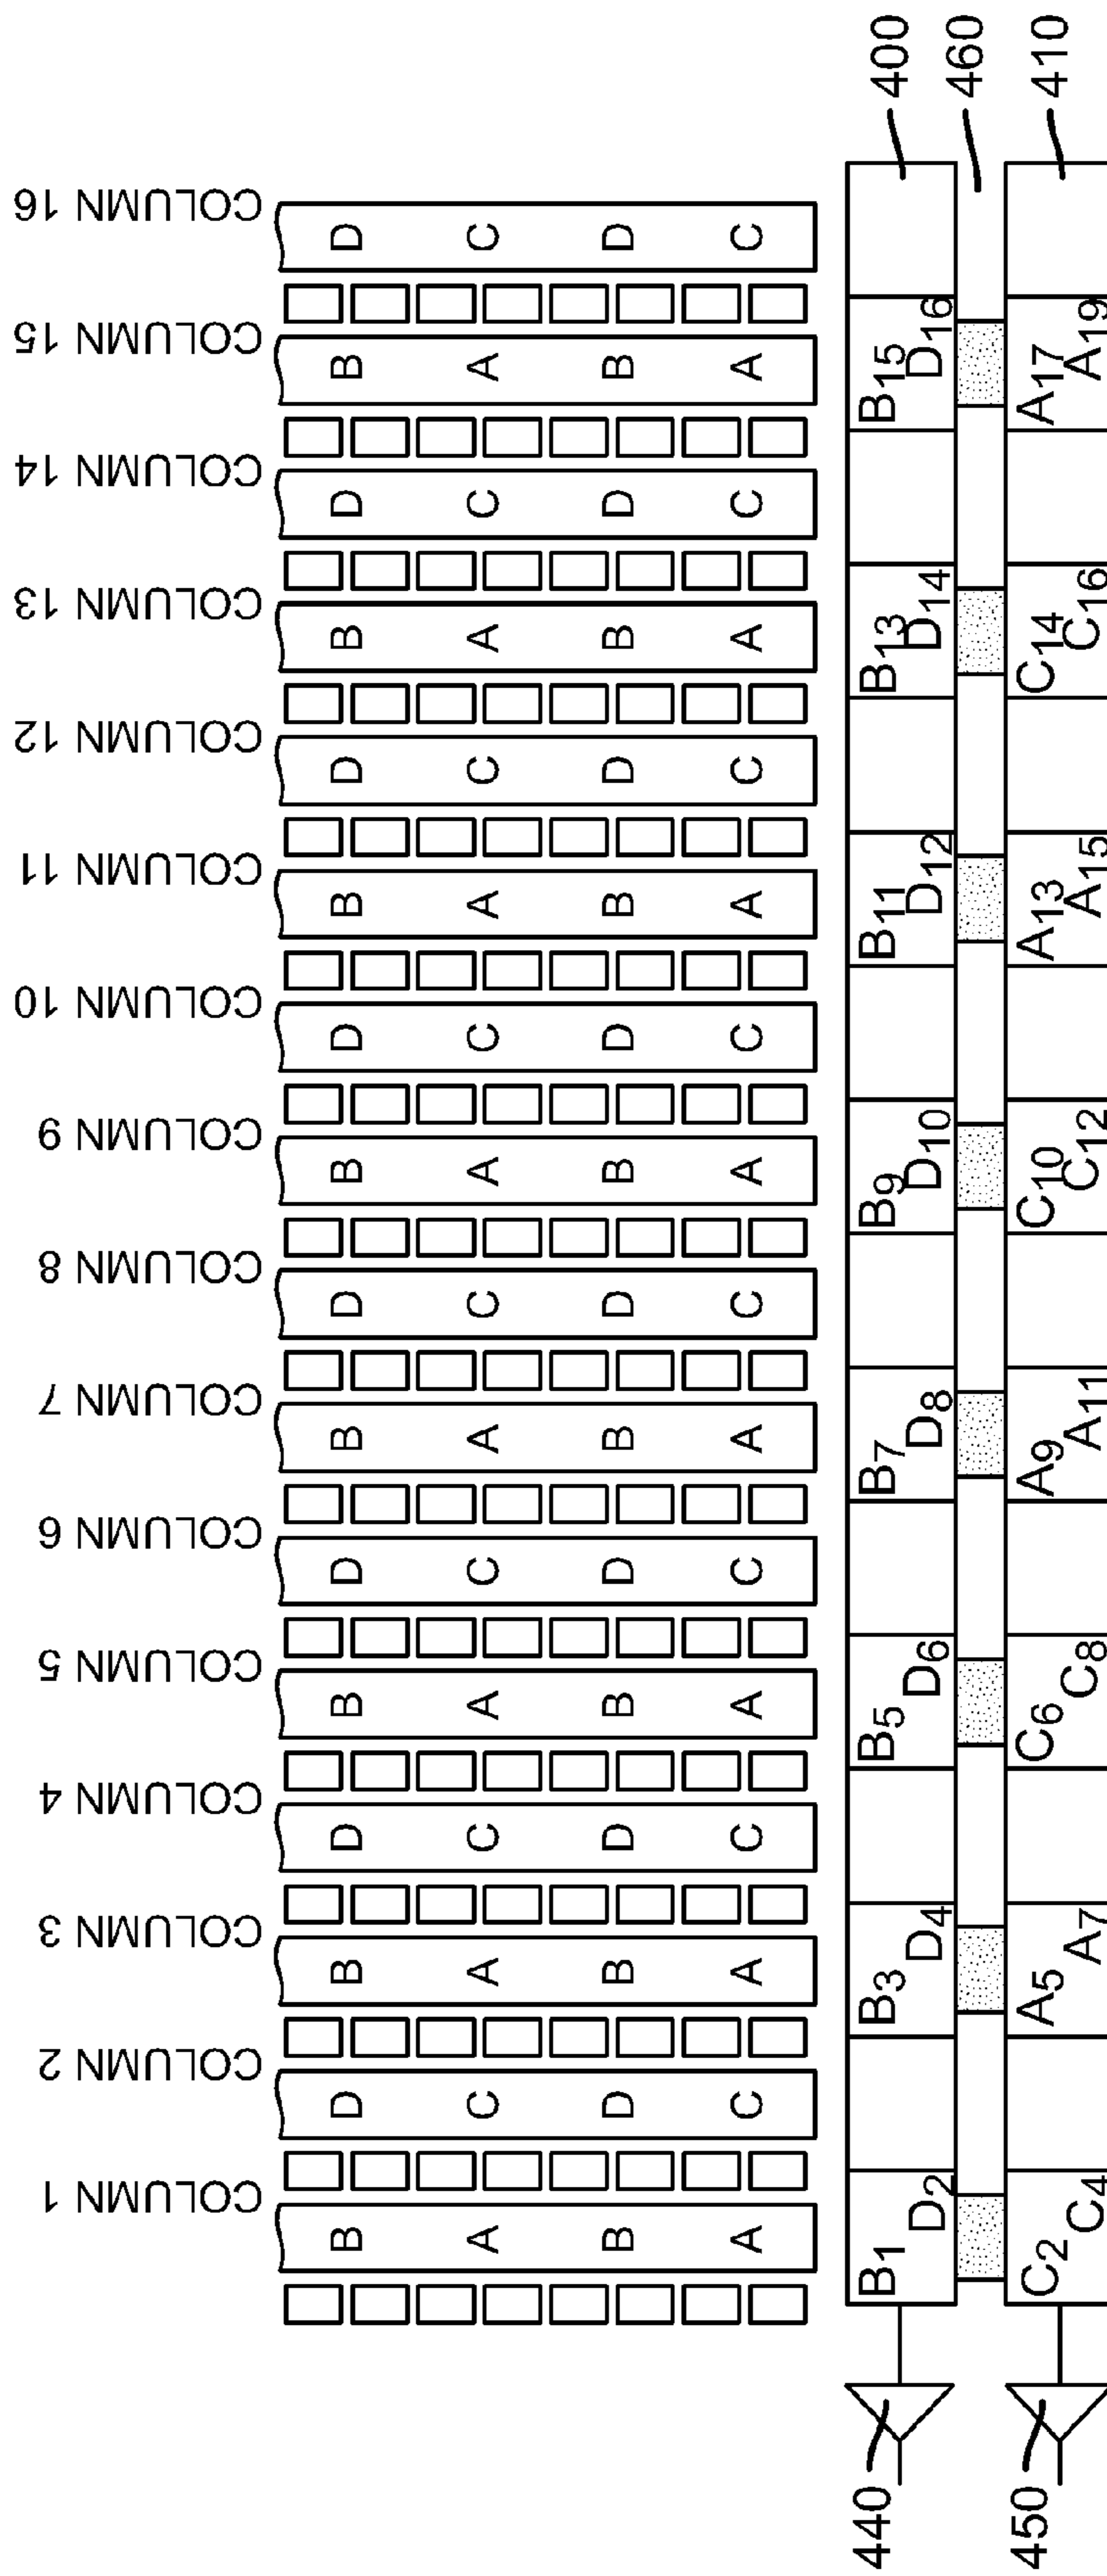 COLUMN 1 COLUMN 2 COLUMN 3 COLUMN 4 COLUMN 5 COLUMN 6 COLUMN 7 COLUMN 8 COLUMN 9 COLUMN 10 COLUMN 11 COLUMN 12 COLUMN 13 COLUMN 14 COLUMN 15 COLUMN 16
B D B D B D B D B D B D B D B D
A C A C A C A C A C A C A C A C
B D B D B D B D B D B D B D B D
A C A C A C A C A C A C A C A C
440 B1 B3 B5 B7 B9 B11 B13 B15 400
D2 D4 D6 D8 D10 D12 D14 D16
460
450 C2 A5 C6 A9 C10 A13 C14 A17 410
C4 A7 C8 A11 C12 A15 C16 A19